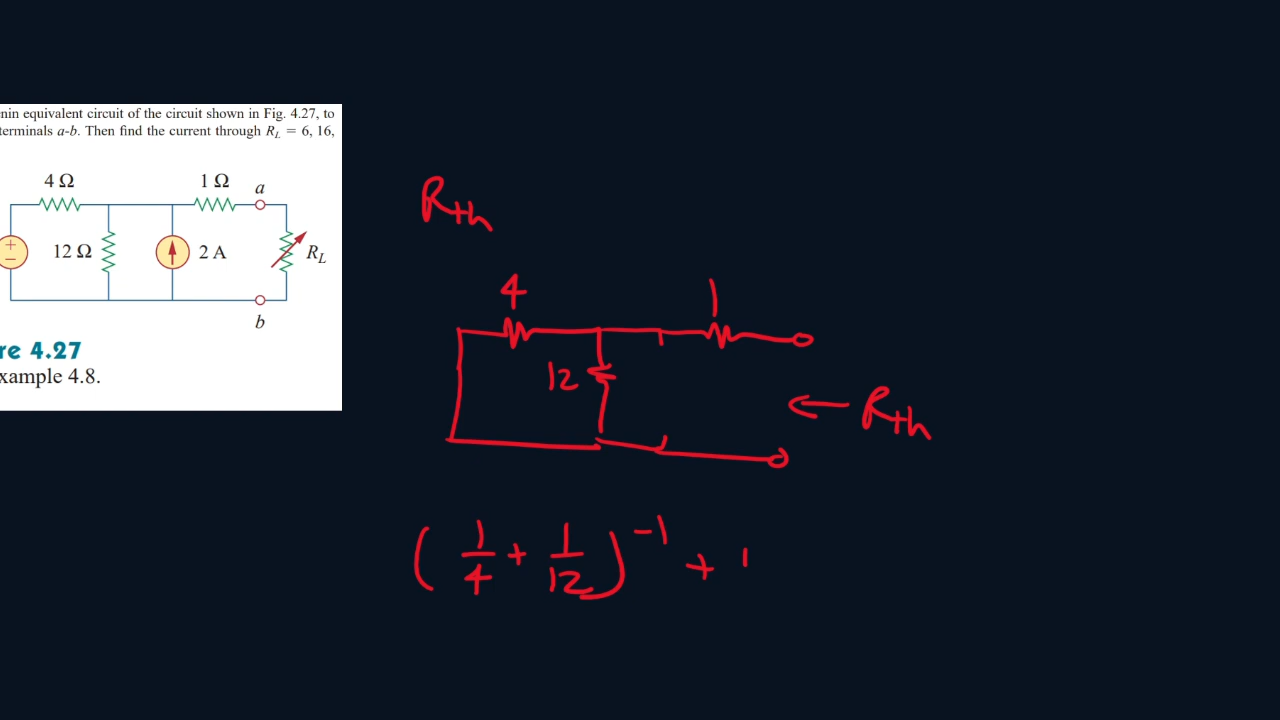 nin equivalent circuit of the circuit shown in Fig. 4.27, to
terminals a-b. Then find the current through R_L = 6, 16,
4 Ω
1 Ω
a
+
−
12 Ω
2 A
R_L
b
re 4.27
xample 4.8.
Rth
4
1
12
← Rth
(1/4 + 1/12)^-1 + 1